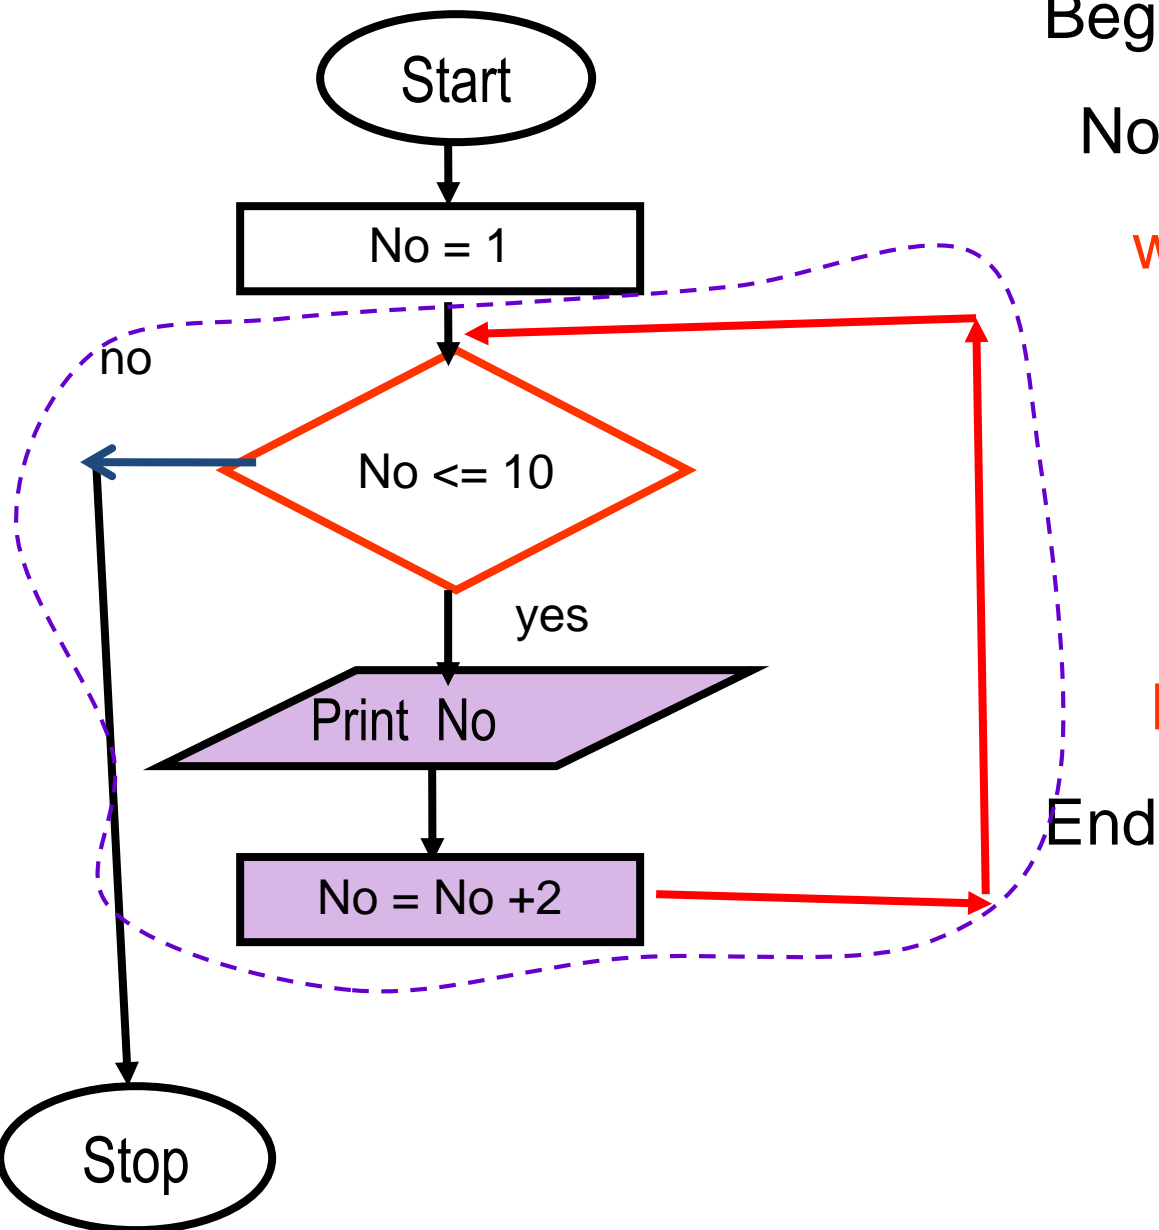 Start
No = 1
no
No <= 10
yes
Print No
No = No +2
Stop
Beg
No
w
End